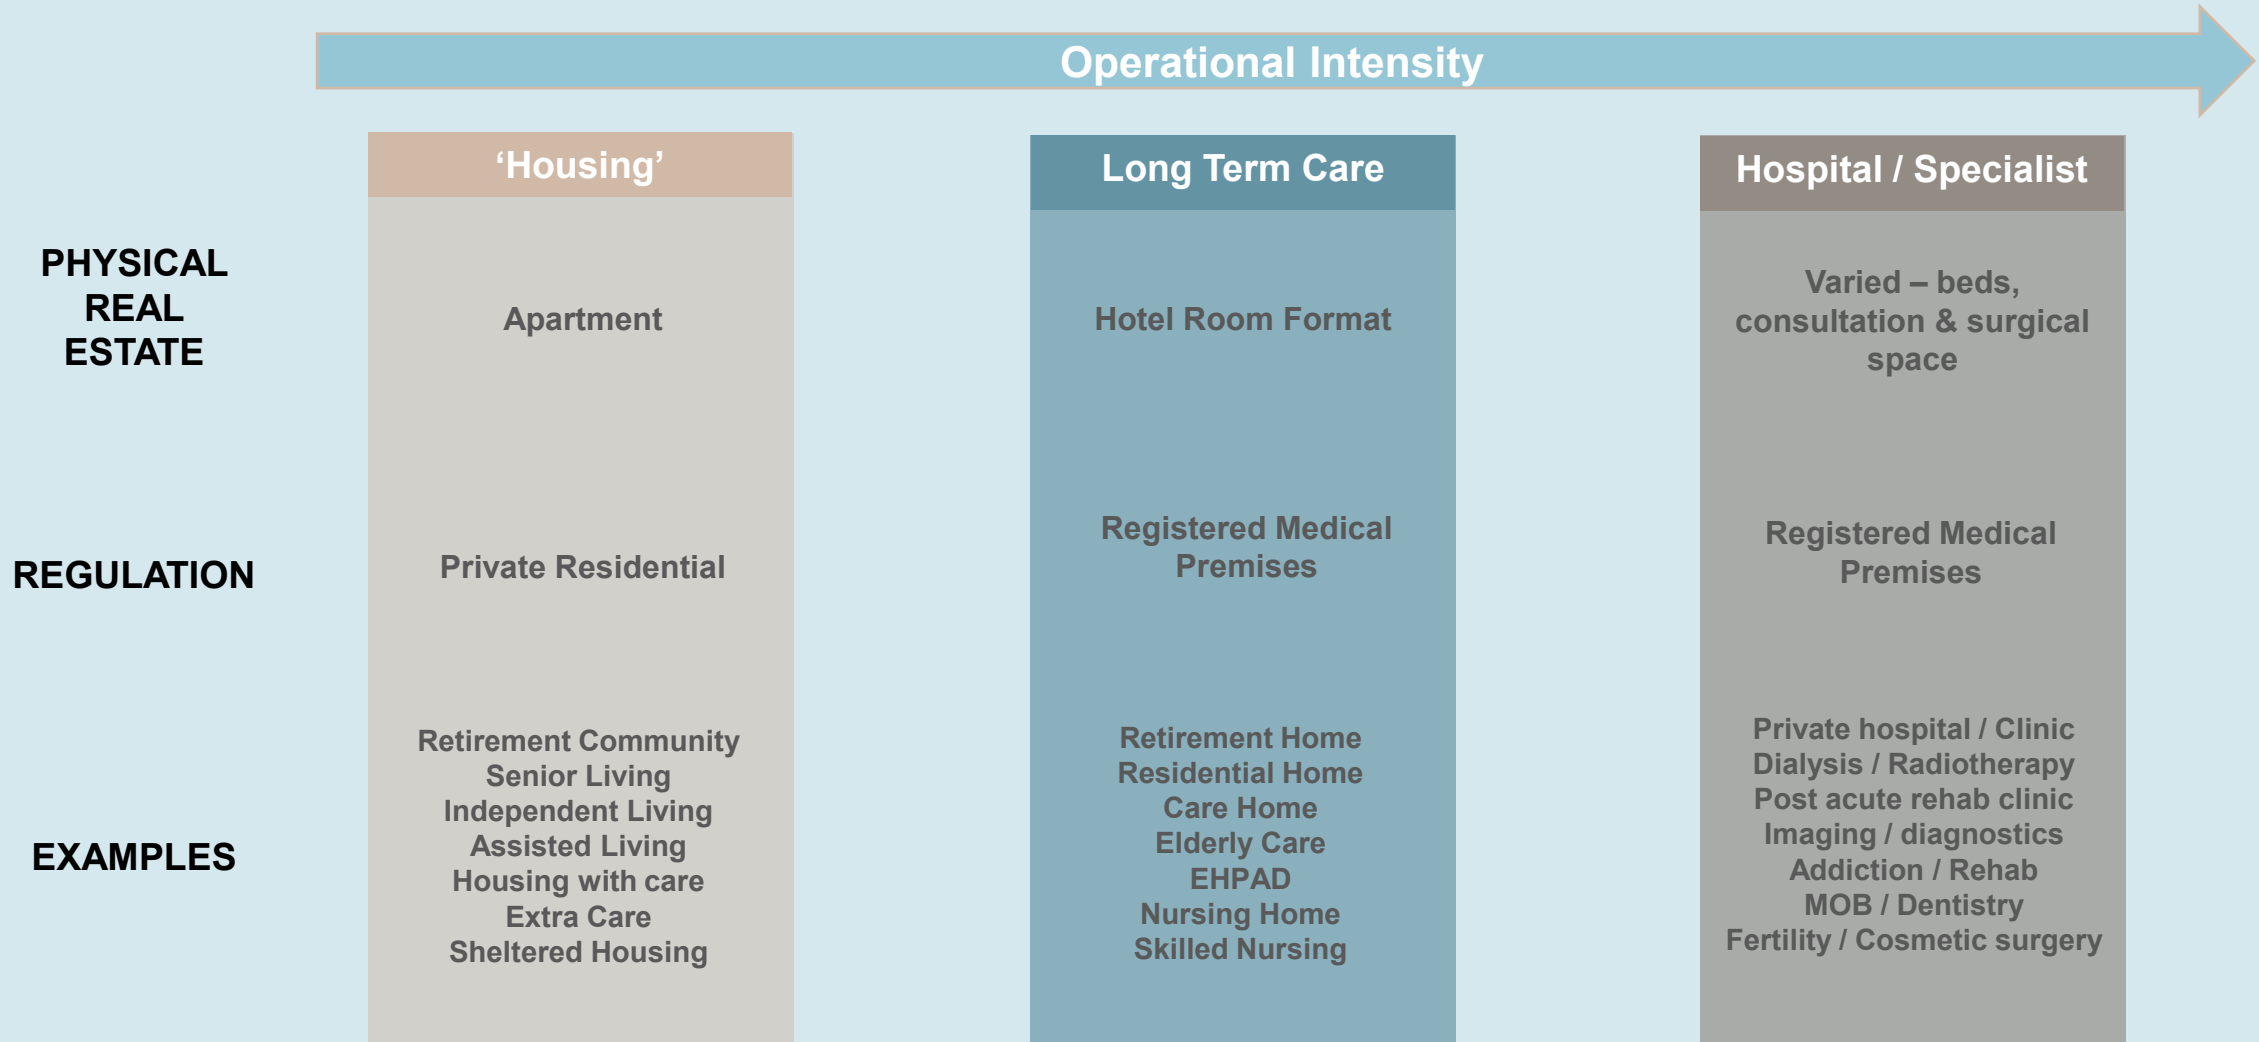 Operational Intensity
‘Housing’
Long Term Care
Hospital / Specialist
PHYSICAL
REAL
ESTATE
Apartment
Hotel Room Format
Varied – beds,
consultation & surgical
space
REGULATION
Private Residential
Registered Medical
Premises
Registered Medical
Premises
EXAMPLES
Retirement Community
Senior Living
Independent Living
Assisted Living
Housing with care
Extra Care
Sheltered Housing
Retirement Home
Residential Home
Care Home
Elderly Care
EHPAD
Nursing Home
Skilled Nursing
Private hospital / Clinic
Dialysis / Radiotherapy
Post acute rehab clinic
Imaging / diagnostics
Addiction / Rehab
MOB / Dentistry
Fertility / Cosmetic surgery